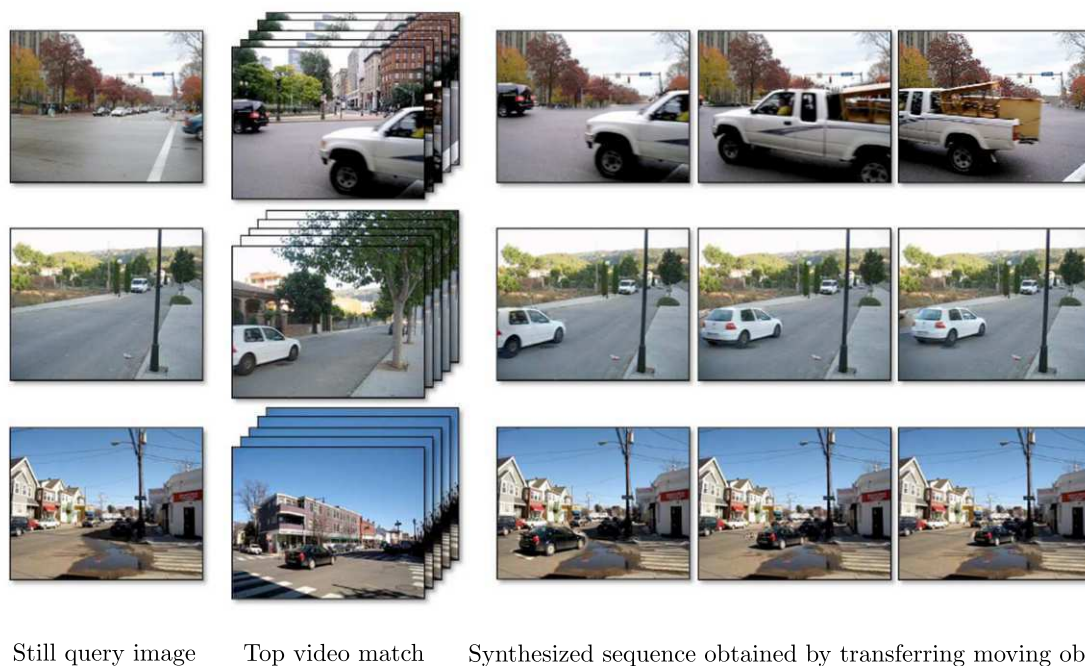 Still query image
Top video match
Synthesized sequence obtained by transferring moving ob